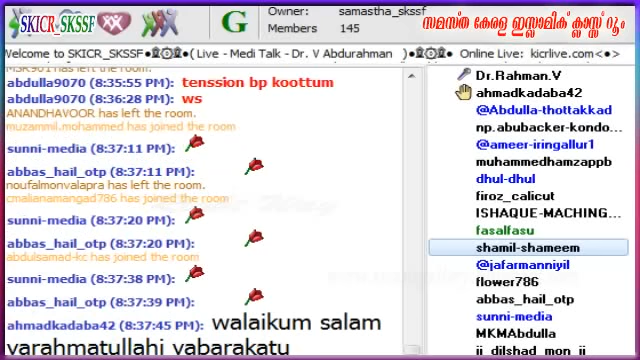 SKICR SKSSF
G
Owner: samastha_skssf
Members 145
സമസ്ത കേരള ഇസ്ലാമിക് ക്ലാസ്സ് റൂം
Welcome to SKICR_SKSSF•۞• ( Live - Medi Talk - Dr. V Abdurahman ) •۞• Online Live: kicrlive.com <•
MSR901 has left the room.
abdulla9070 (8:35:55 PM): tenssion bp koottum
abdulla9070 (8:36:28 PM): ws
ANANDHAVOOR has left the room.
muzammil.mohammed has joined the room
sunni-media (8:37:11 PM):
abbas_hail_otp (8:37:11 PM):
noufalmonvalapra has left the room.
cmalianamangad786 has joined the room
sunni-media (8:37:20 PM):
abbas_hail_otp (8:37:20 PM):
abdulsamad-kc has joined the room
sunni-media (8:37:38 PM):
abbas_hail_otp (8:37:39 PM):
ahmadkadaba42 (8:37:45 PM): walaikum salam
varahmatullahi vabarakatu
Dr.Rahman.V
ahmadkadaba42
@Abdulla-thottakkad
np.abubacker-kondo...
@ameer-iringallur1
muhammedhamzappb
dhul-dhul
firoz_calicut
ISHAQUE-MACHING...
fasalfasu
shamil-shameem
@jafarmanniyil
flower786
abbas_hail_otp
sunni-media
MKMAbdulla
ji_dilshad_mon_ji